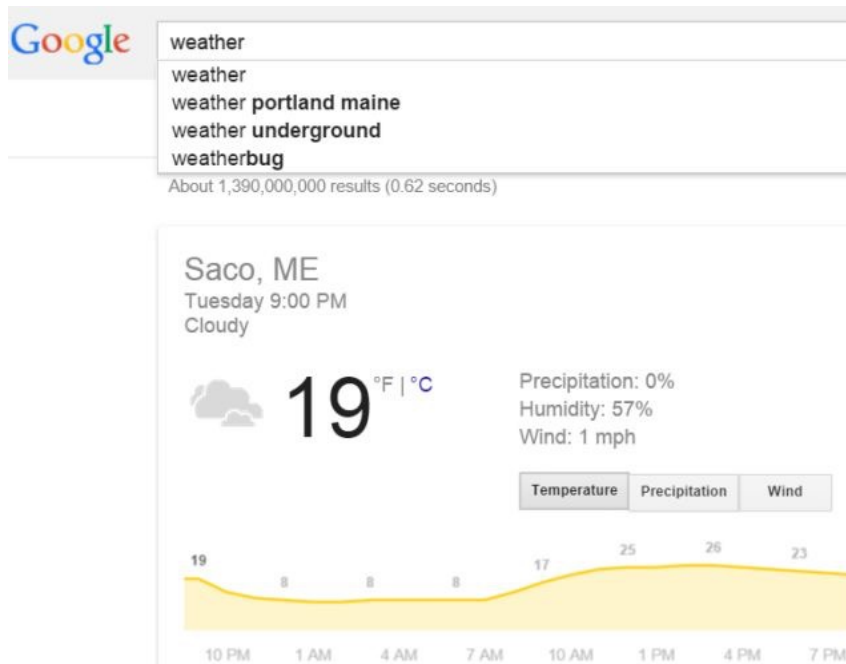 Google
weather
weather
weather portland maine
weather underground
weatherbug
About 1,390,000,000 results (0.62 seconds)
Saco, ME
Tuesday 9:00 PM
Cloudy
19 °F | °C
Precipitation: 0%
Humidity: 57%
Wind: 1 mph
Temperature Precipitation Wind
19 8 8 8 17 25 26 23
10 PM 1 AM 4 AM 7 AM 10 AM 1 PM 4 PM 7 PM